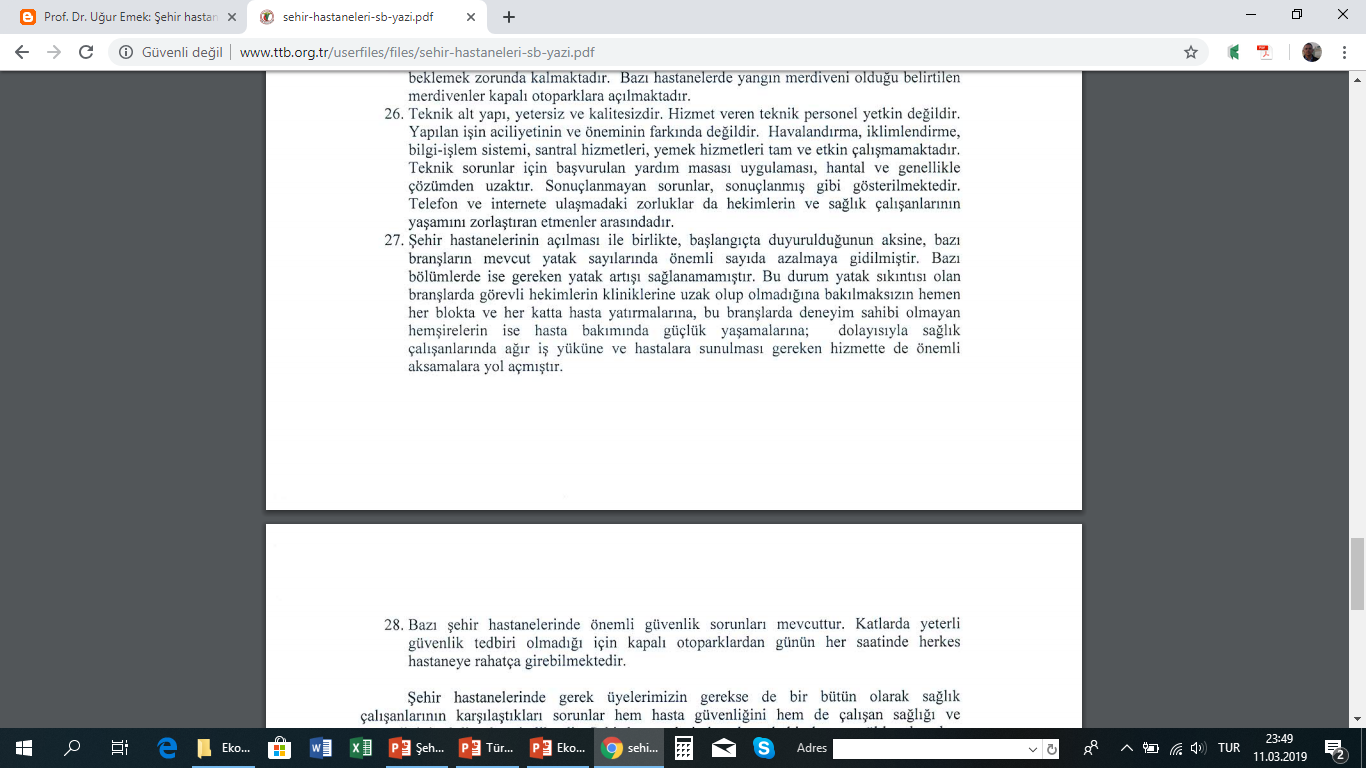 Prof. Dr. Uğur Emek: Şehir hastan
sehir-hastaneleri-sb-yazi.pdf
Güvenli değil
www.ttb.org.tr/userfiles/files/sehir-hastaneleri-sb-yazi.pdf
beklemek zorunda kalmaktadır. Bazı hastanelerde yangın merdiveni olduğu belirtilen
merdivenler kapalı otoparklara açılmaktadır.
26. Teknik alt yapı, yetersiz ve kalitesizdir. Hizmet veren teknik personel yetkin değildir.
Yapılan işin aciliyetinin ve öneminin farkında değildir. Havalandırma, iklimlendirme,
bilgi-işlem sistemi, santral hizmetleri, yemek hizmetleri tam ve etkin çalışmamaktadır.
Teknik sorunlar için başvurulan yardım masası uygulaması, hantal ve genellikle
çözümden uzaktır. Sonuçlanmayan sorunlar, sonuçlanmış gibi gösterilmektedir.
Telefon ve internete ulaşmadaki zorluklar da hekimlerin ve sağlık çalışanlarının
yaşamını zorlaştıran etmenler arasındadır.
27. Şehir hastanelerinin açılması ile birlikte, başlangıçta duyurulduğunun aksine, bazı
branşların mevcut yatak sayılarında önemli sayıda azalmaya gidilmiştir. Bazı
bölümlerde ise gereken yatak artışı sağlanamamıştır. Bu durum yatak sıkıntısı olan
branşlarda görevli hekimlerin kliniklerine uzak olup olmadığına bakılmaksızın hemen
her blokta ve her katta hasta yatırmalarına, bu branşlarda deneyim sahibi olmayan
hemşirelerin ise hasta bakımında güçlük yaşamalarına; dolayısıyla sağlık
çalışanlarında ağır iş yüküne ve hastalara sunulması gereken hizmette de önemli
aksamalara yol açmıştır.
28. Bazı şehir hastanelerinde önemli güvenlik sorunları mevcuttur. Katlarda yeterli
güvenlik tedbiri olmadığı için kapalı otoparklardan günün her saatinde herkes
hastaneye rahatça girebilmektedir.
Şehir hastanelerinde gerek üyelerimizin gerekse de bir bütün olarak sağlık
çalışanlarının karşılaştıkları sorunlar hem hasta güvenliğini hem de çalışan sağlığı ve
Eko...
Şeh...
Tür...
Eko...
sehi...
Adres
TUR
23:49
11.03.2019
2